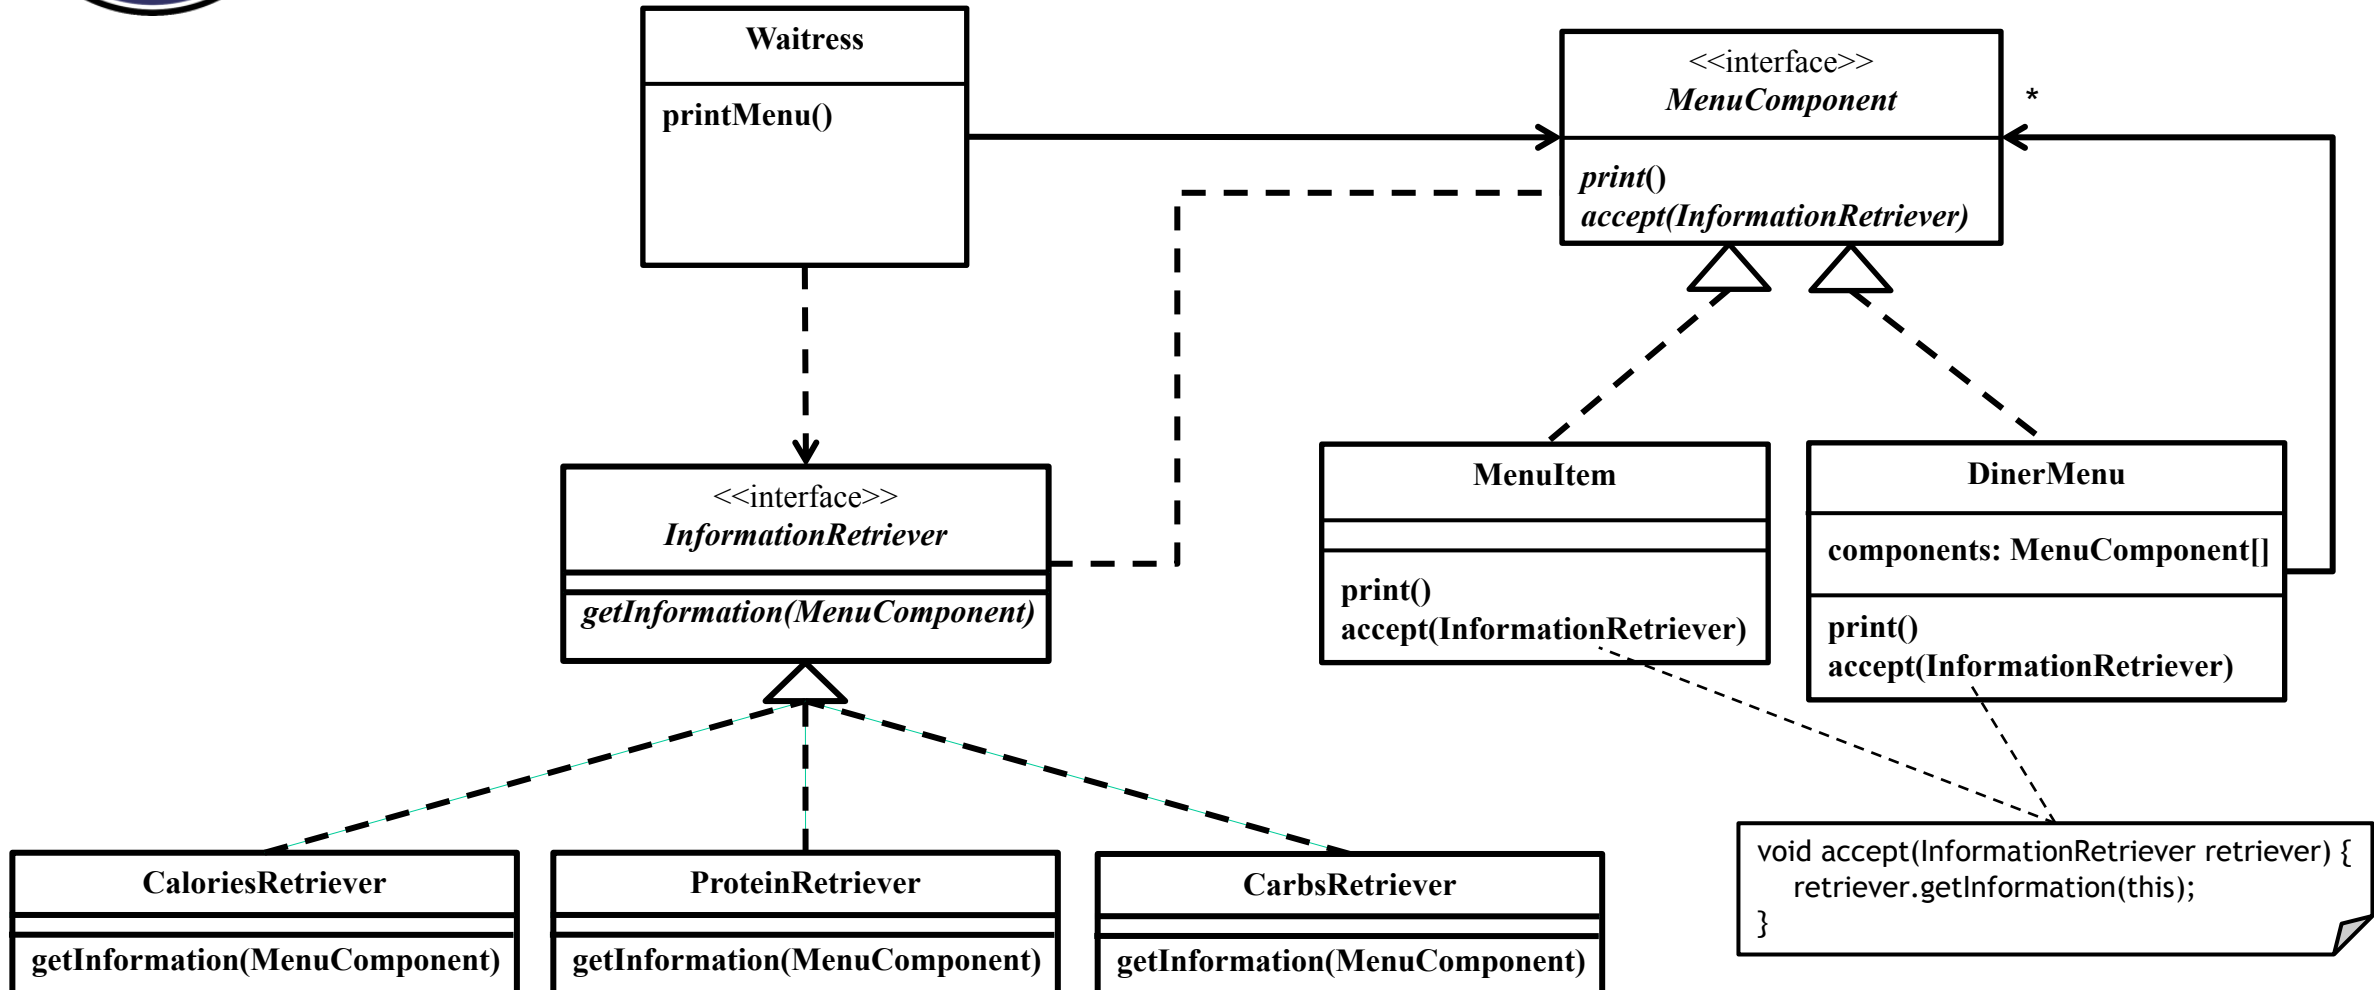 Waitress
printMenu()
<<interface>>
MenuComponent
*
print()
accept(InformationRetriever)
<<interface>>
InformationRetriever
getInformation(MenuComponent)
MenuItem
print()
accept(InformationRetriever)
DinerMenu
components: MenuComponent[]
print()
accept(InformationRetriever)
CaloriesRetriever
getInformation(MenuComponent)
ProteinRetriever
getInformation(MenuComponent)
CarbsRetriever
getInformation(MenuComponent)
void accept(InformationRetriever retriever) {
retriever.getInformation(this);
}